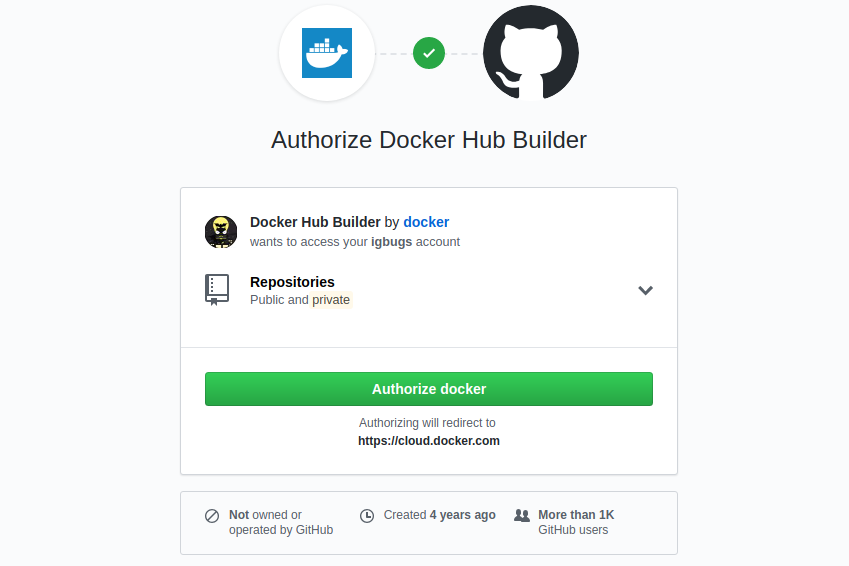 Authorize Docker Hub Builder
Docker Hub Builder by docker
wants to access your igbugs account
Repositories
Public and private
Authorize docker
Authorizing will redirect to
https://cloud.docker.com
Not owned or
operated by GitHub
Created 4 years ago
More than 1K
GitHub users